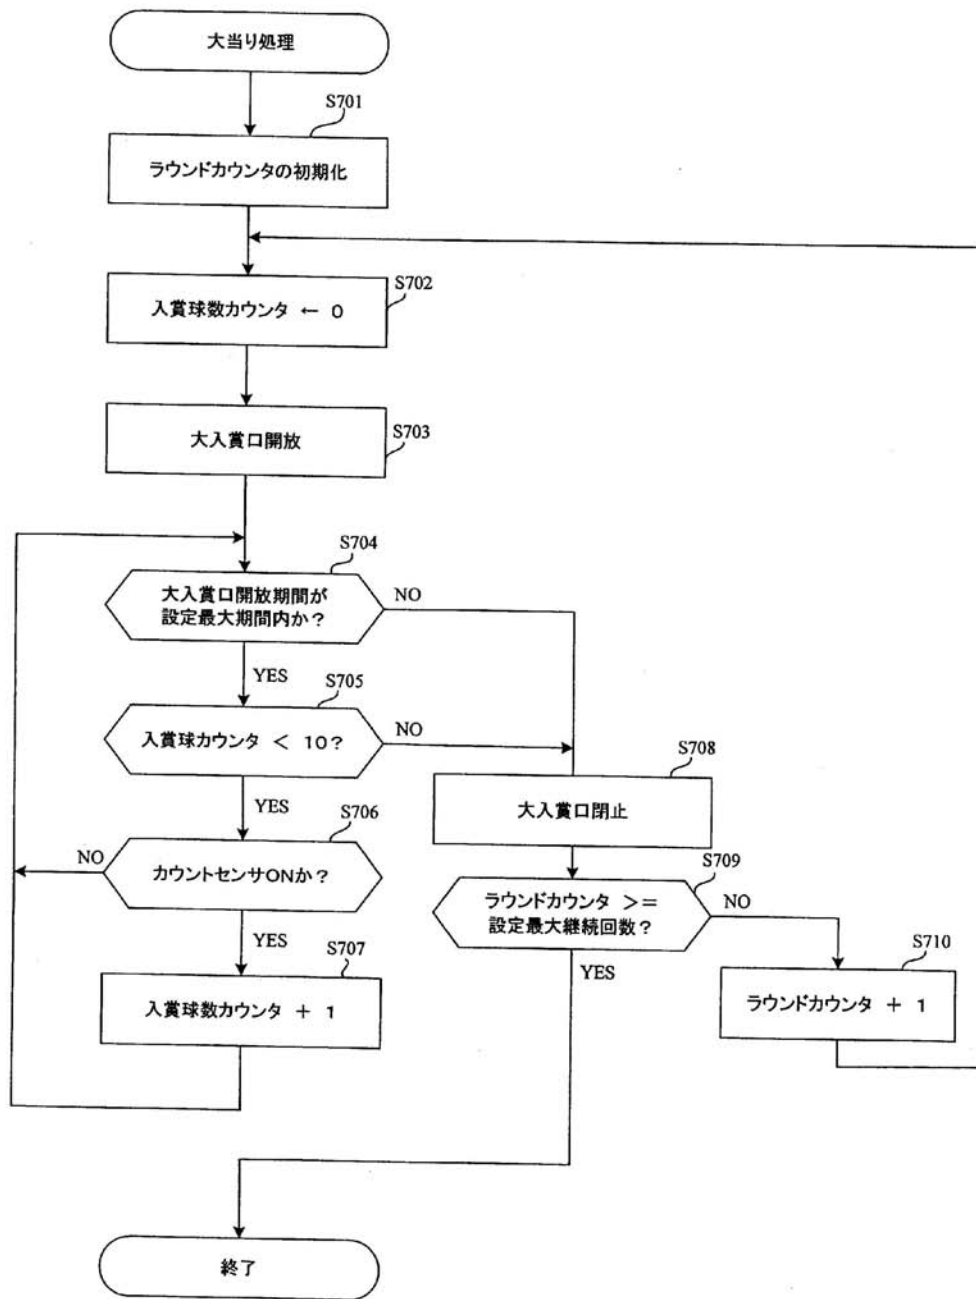 大当り処理
S701
ラウンドカウンタの初期化
S702
入賞球数カウンタ ← 0
S703
大入賞口開放
S704
大入賞口開放期間が
設定最大期間内か？
NO
YES
S705
入賞球カウンタ ＜ 10？
NO
YES
S706
カウントセンサONか？
NO
YES
S707
入賞球数カウンタ ＋ 1
S708
大入賞口閉止
S709
ラウンドカウンタ ＞＝
設定最大継続回数？
NO
YES
S710
ラウンドカウンタ ＋ 1
終了